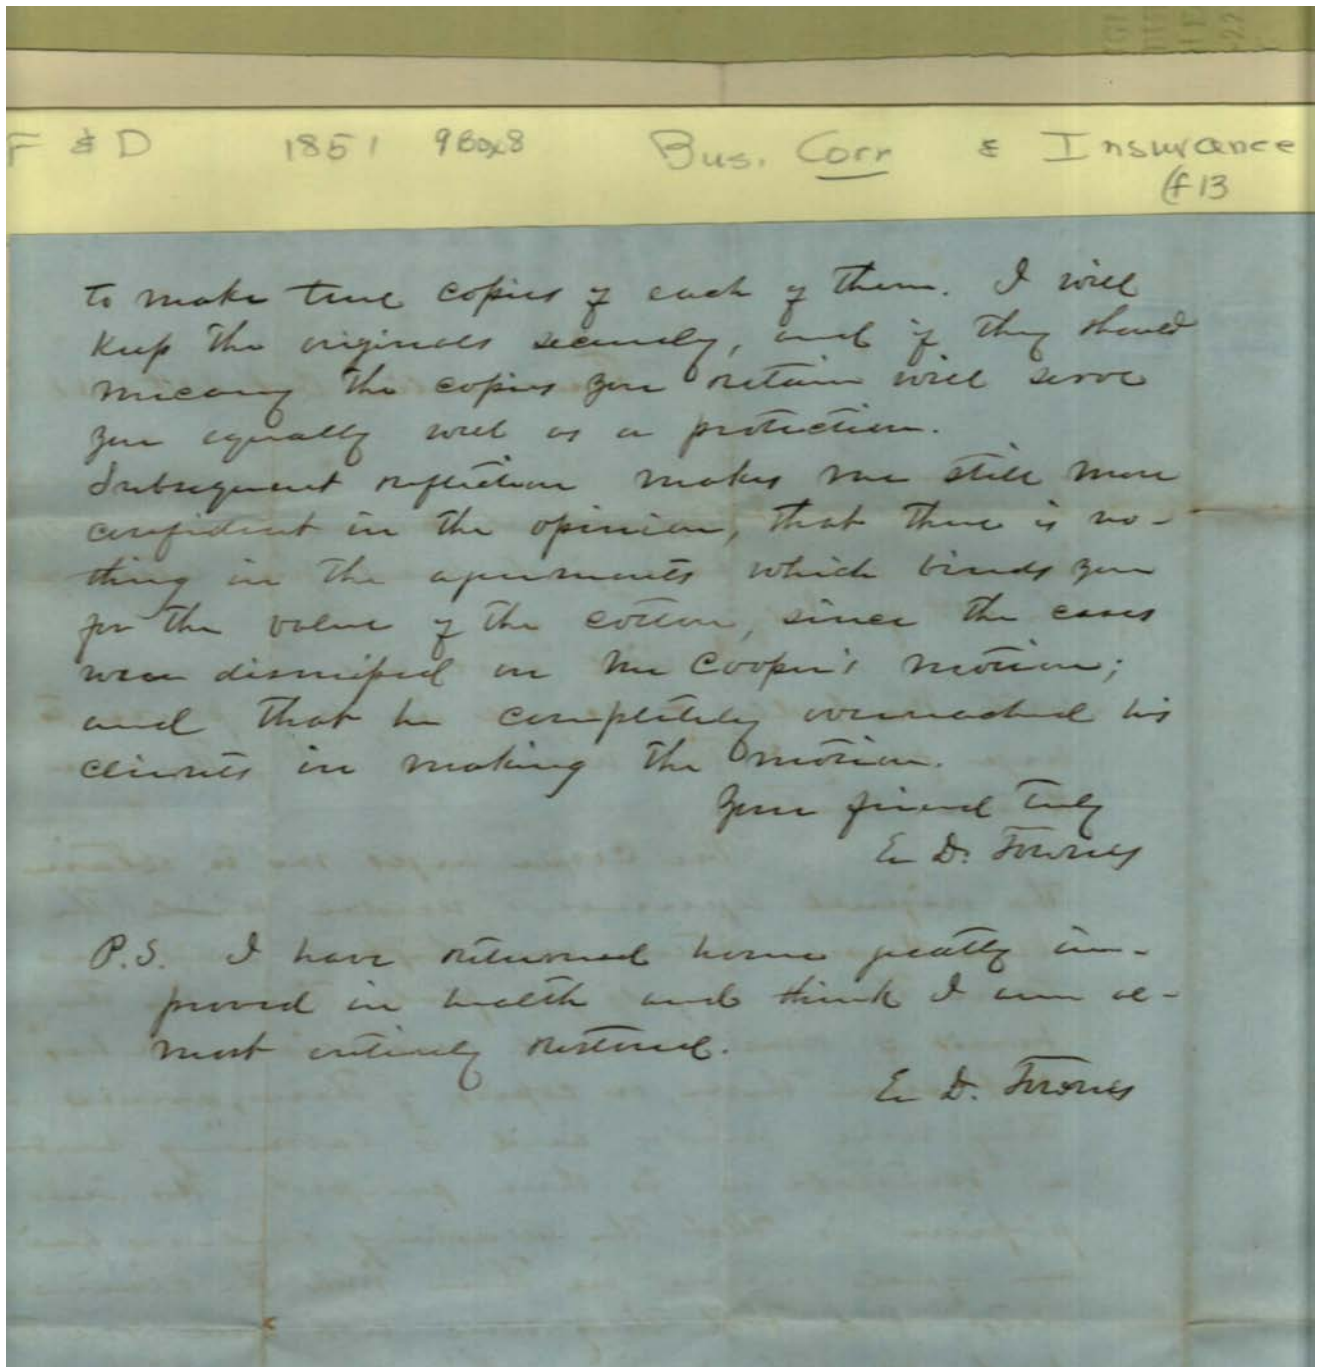 F & D 1851 9Box8 Bus. Corr & Insurance
(f 13
to make true copies of each of them. I will
keep the originals securely, and if they should
miscarry the copies you retain will serve
you equally well as a protection.
Subsequent reflection makes me still more
confident in the opinion, that there is no-
thing in the agreements which binds you
for the value of the cotton, since the cases
were dismissed on Mr Cooper's motion;
and that he completely overreached his
clients in making the motion.
Your friend truly
E. D. Townes
P.S. I have returned home greatly im-
proved in health and think I am al-
most entirely restored.
E. D. Townes